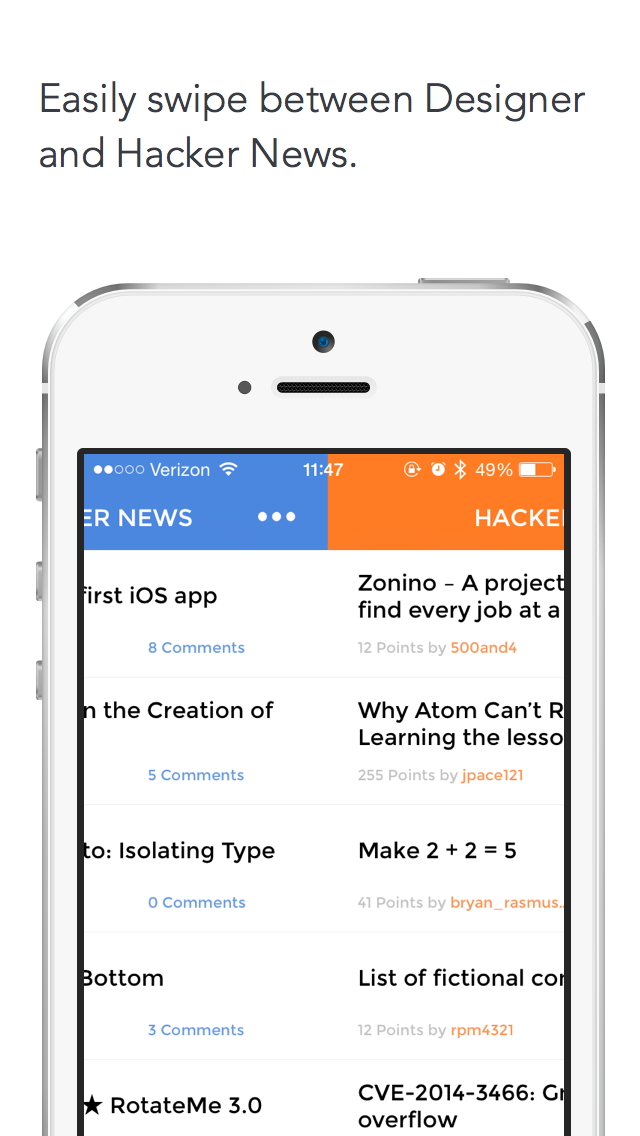 Easily swipe between Designer
and Hacker News.
Verizon 11:47 49%
ER NEWS
first iOS app
8 Comments
n the Creation of
5 Comments
to: Isolating Type
0 Comments
Bottom
3 Comments
★ RotateMe 3.0
HACKE
Zonino – A project
find every job at a
12 Points by 500and4
Why Atom Can’t R
Learning the lesso
255 Points by jpace121
Make 2 + 2 = 5
41 Points by bryan_rasmus..
List of fictional cor
12 Points by rpm4321
CVE-2014-3466: Gr
overflow